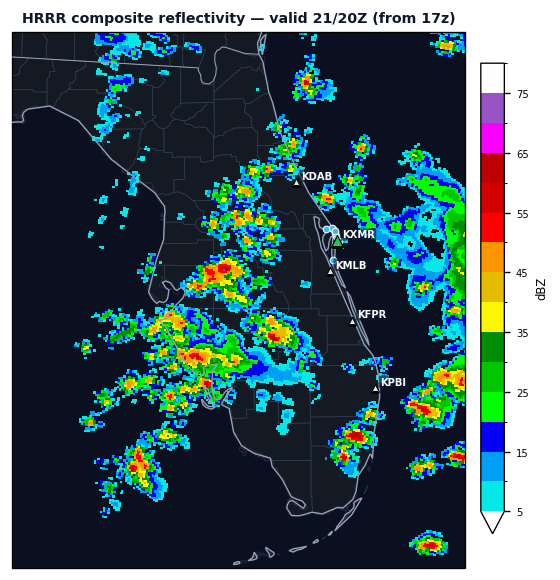 HRRR composite reflectivity — valid 21/20Z (from 17z)
75
65
55
45
35
25
15
5
dBZ
KDAB
KXMR
KMLB
KFPR
KPBI